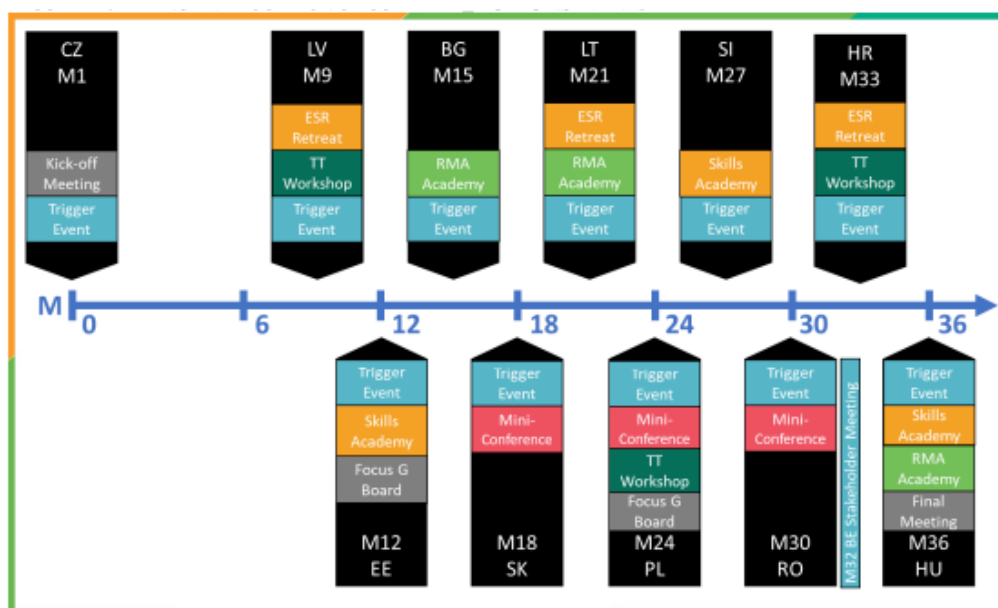 CZ
M1
Kick-off
Meeting
Trigger
Event
LV
M9
ESR
Retreat
TT
Workshop
Trigger
Event
BG
M15
RMA
Academy
Trigger
Event
LT
M21
ESR
Retreat
RMA
Academy
Trigger
Event
SI
M27
Skills
Academy
Trigger
Event
HR
M33
ESR
Retreat
TT
Workshop
Trigger
Event
M
0
6
12
18
24
30
36
Trigger
Event
Skills
Academy
Focus G
Board
M12
EE
Trigger
Event
Mini-
Conference
M18
SK
Trigger
Event
Mini-
Conference
TT
Workshop
Focus G
Board
M24
PL
Trigger
Event
Mini-
Conference
M30
RO
M32 BE Stakeholder Meeting
Trigger
Event
Skills
Academy
RMA
Academy
Final
Meeting
M36
HU